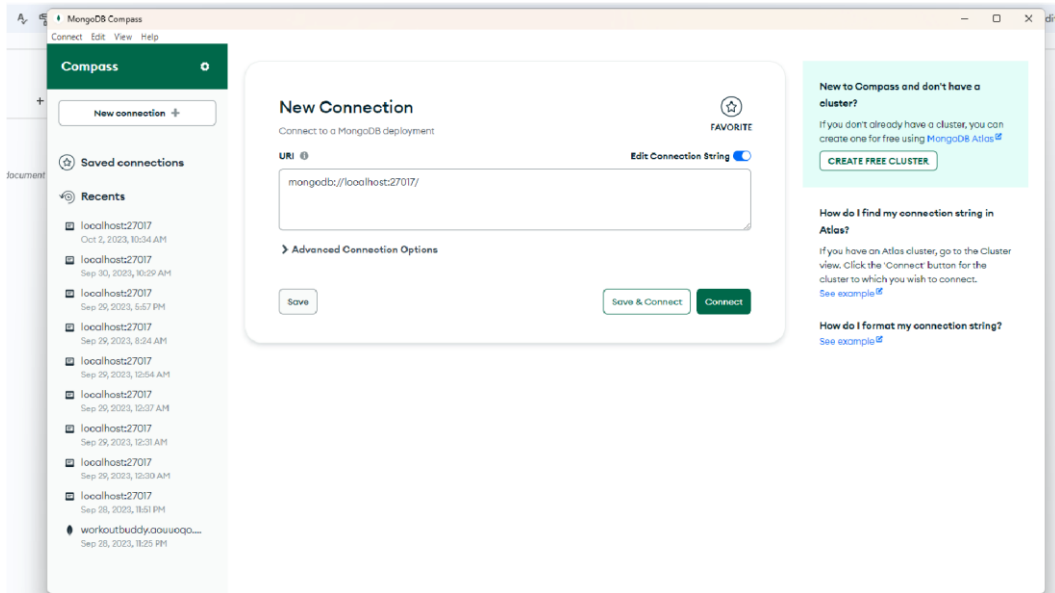 MongoDB Compass
Connect Edit View Help
Compass
New connection +
Saved connections
Recents
localhost:27017
Oct 2, 2023, 10:34 AM
localhost:27017
Sep 30, 2023, 10:29 AM
localhost:27017
Sep 29, 2023, 5:57 PM
localhost:27017
Sep 29, 2023, 8:24 AM
localhost:27017
Sep 29, 2023, 12:54 AM
localhost:27017
Sep 29, 2023, 12:37 AM
localhost:27017
Sep 29, 2023, 12:31 AM
localhost:27017
Sep 29, 2023, 12:30 AM
localhost:27017
Sep 28, 2023, 11:51 PM
workoutbuddy.aouuoqo....
Sep 28, 2023, 11:25 PM
document
New Connection
Connect to a MongoDB deployment
FAVORITE
URI
Edit Connection String
mongodb://localhost:27017/
Advanced Connection Options
Save
Save & Connect
Connect
New to Compass and don't have a
cluster?
If you don't already have a cluster, you can
create one for free using MongoDB Atlas
CREATE FREE CLUSTER
How do I find my connection string in
Atlas?
If you have an Atlas cluster, go to the Cluster
view. Click the 'Connect' button for the
cluster to which you wish to connect.
See example
How do I format my connection string?
See example